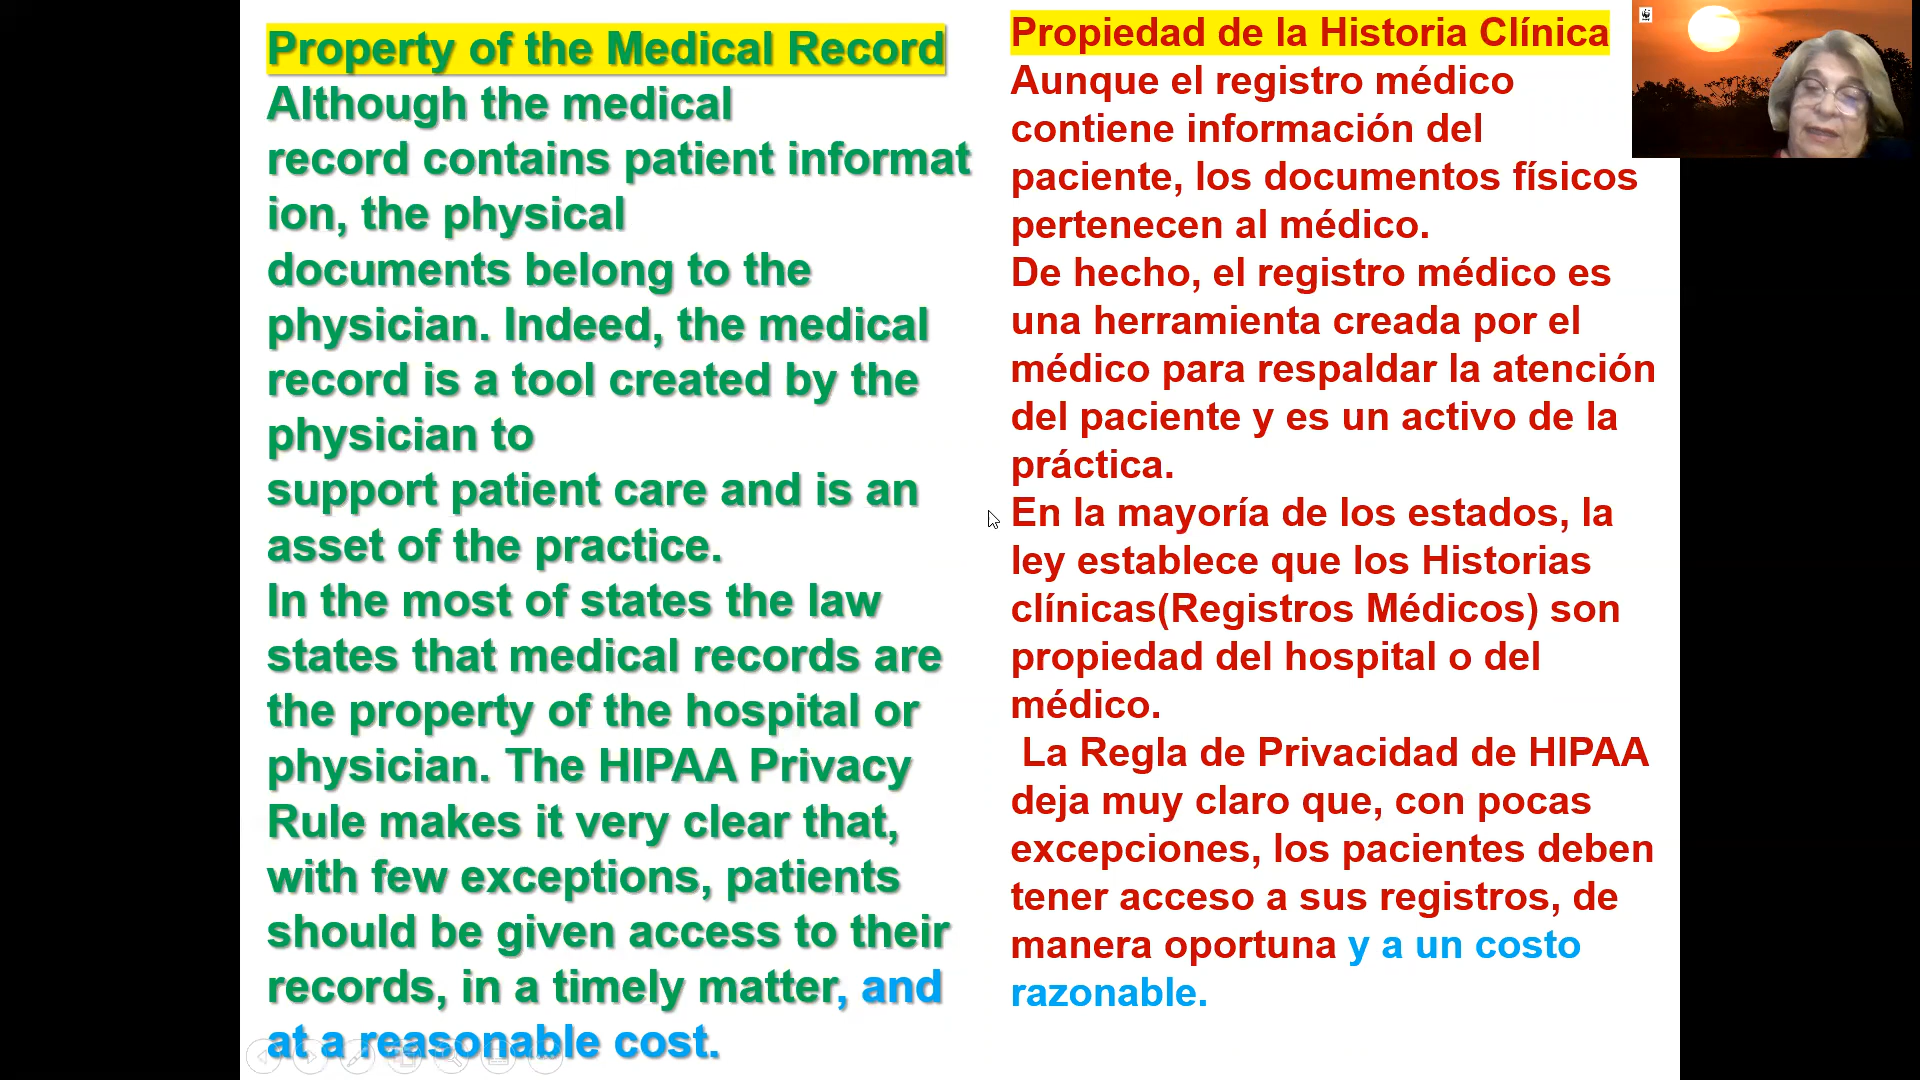 Property of the Medical Record
Although the medical
record contains patient informat
ion, the physical
documents belong to the
physician. Indeed, the medical
record is a tool created by the
physician to
support patient care and is an
asset of the practice.
In the most of states the law
states that medical records are
the property of the hospital or
physician. The HIPAA Privacy
Rule makes it very clear that,
with few exceptions, patients
should be given access to their
records, in a timely matter, and
at a reasonable cost.
Propiedad de la Historia Clínica
Aunque el registro médico
contiene información del
paciente, los documentos físicos
pertenecen al médico.
De hecho, el registro médico es
una herramienta creada por el
médico para respaldar la atención
del paciente y es un activo de la
práctica.
En la mayoría de los estados, la
ley establece que los Historias
clínicas(Registros Médicos) son
propiedad del hospital o del
médico.
La Regla de Privacidad de HIPAA
deja muy claro que, con pocas
excepciones, los pacientes deben
tener acceso a sus registros, de
manera oportuna y a un costo
razonable.